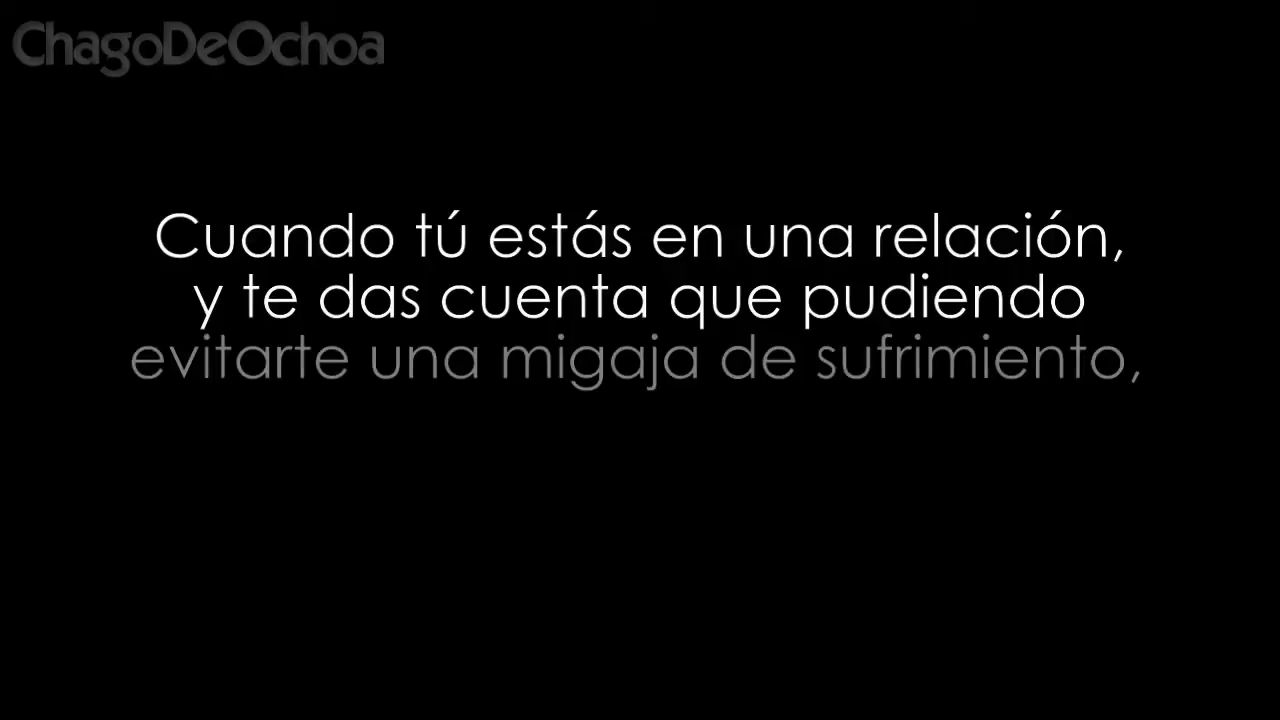 ChagoDeOchoa
Cuando tú estás en una relación,
y te das cuenta que pudiendo
evitarte una migaja de sufrimiento,